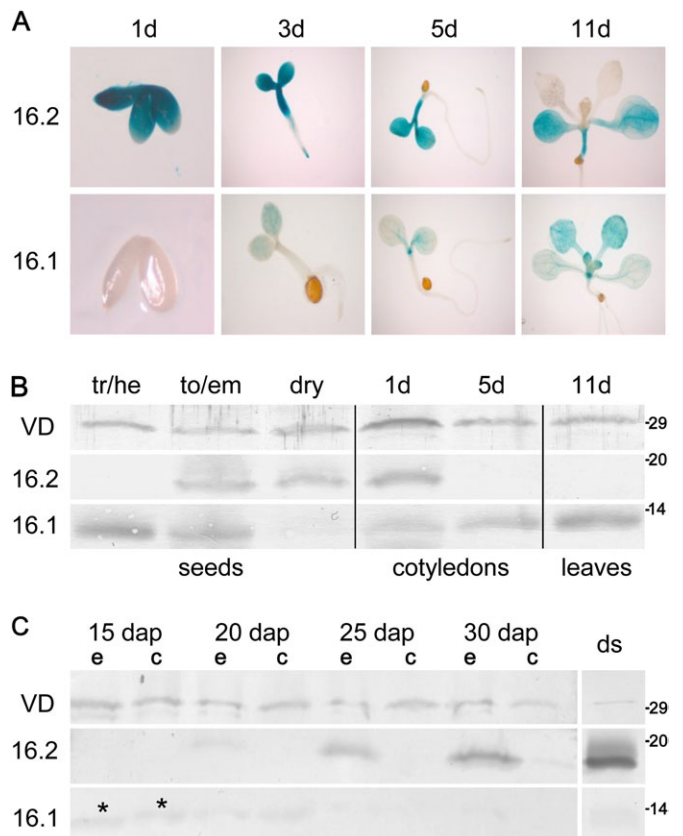 A
1d 3d 5d 11d
16.2
16.1
B
tr/he to/em dry 1d 5d 11d
VD -29
16.2 -20
16.1 -14
seeds cotyledons leaves
C
15 dap 20 dap 25 dap 30 dap ds
e c e c e c e c
VD -29
16.2 -20
16.1 * * -14